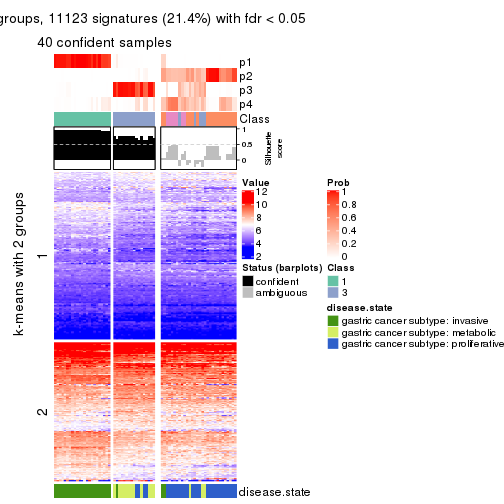 groups, 11123 signatures (21.4%) with fdr < 0.05
40 confident samples
p1
p2
p3
p4
Class
1
0.5
0
Silhouette
score
k-means with 2 groups
1
2
Value
12
10
8
6
4
2
Prob
1
0.8
0.6
0.4
0.2
0
Status (barplots)
confident
ambiguous
Class
1
3
disease.state
gastric cancer subtype: invasive
gastric cancer subtype: metabolic
gastric cancer subtype: proliferative
disease.state